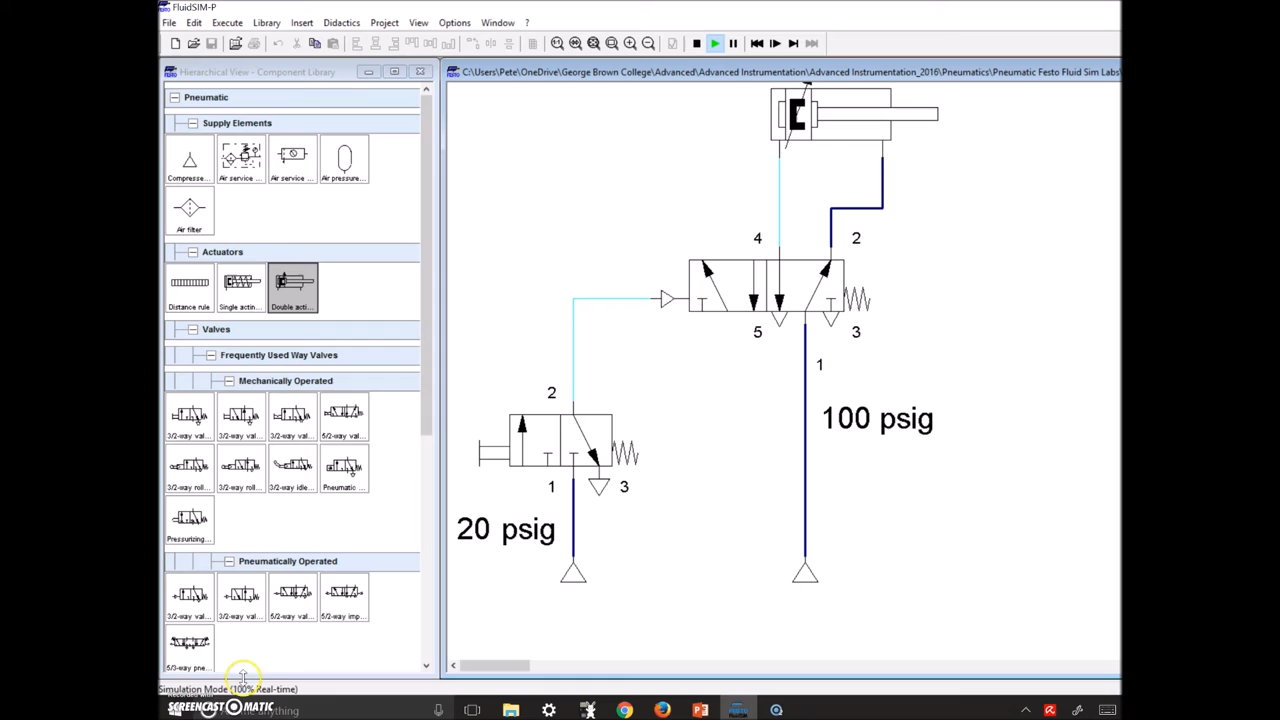 FluidSIM-P
File Edit Execute Library Insert Didactics Project View Options Window ?
Hierarchical View - Component Library
C:\Users\Pete\OneDrive\George Brown College\Advanced\Advanced Instrumentation\Advanced Instrumentation_2016\Pneumatics\Pneumatic Festo Fluid Sim Labs\
Pneumatic
Supply Elements
Compresse...
Air service ...
Air service ...
Air pressure...
Air filter
Actuators
Distance rule
Single actin...
Double acti...
Valves
Frequently Used Way Valves
Mechanically Operated
3/2-way val...
3/2-way val...
3/2-way val...
5/2-way val...
3/2-way roll...
3/2-way roll...
3/2-way idle...
Pneumatic ...
Pressurizing...
Pneumatically Operated
3/2-way val...
3/2-way val...
5/2-way val...
5/2-way imp...
5/3-way pne...
4 2
5 3
1
100 psig
2
1 3
20 psig
Simulation Mode (100% Real-time)
SCREENCAST MATIC
anything